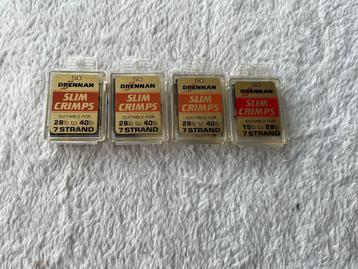 50
DRENNAN
SLIM
CRIMPS
SUITABLE FOR
28lb to 40lb
7 STRAND
50
DRENNAN
SLIM
CRIMPS
SUITABLE FOR
28lb to 40lb
7 STRAND
50
DRENNAN
SLIM
CRIMPS
SUITABLE FOR
28lb to 40lb
7 STRAND
50
DRENNAN
SLIM
CRIMPS
SUITABLE FOR
15lb to 28lb
7 STRAND